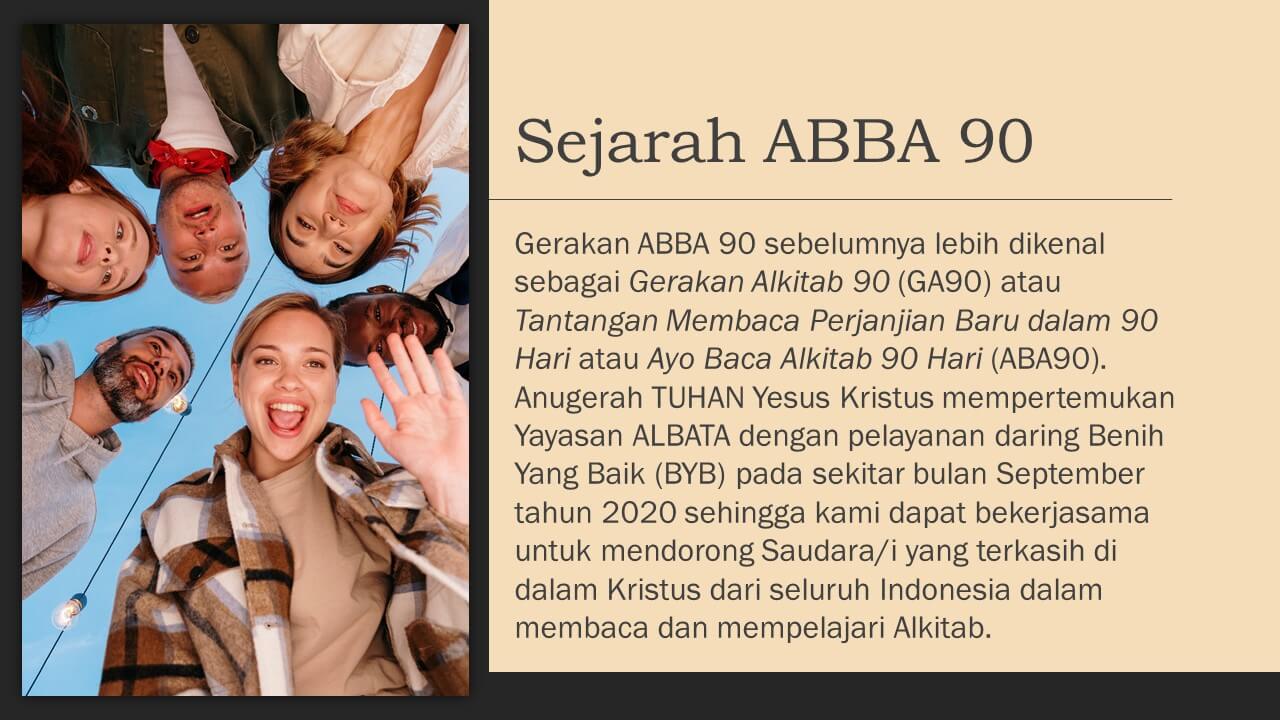 Sejarah ABBA 90
Gerakan ABBA 90 sebelumnya lebih dikenal
sebagai Gerakan Alkitab 90 (GA90) atau
Tantangan Membaca Perjanjian Baru dalam 90
Hari atau Ayo Baca Alkitab 90 Hari (ABA90).
Anugerah TUHAN Yesus Kristus mempertemukan
Yayasan ALBATA dengan pelayanan daring Benih
Yang Baik (BYB) pada sekitar bulan September
tahun 2020 sehingga kami dapat bekerjasama
untuk mendorong Saudara/i yang terkasih di
dalam Kristus dari seluruh Indonesia dalam
membaca dan mempelajari Alkitab.